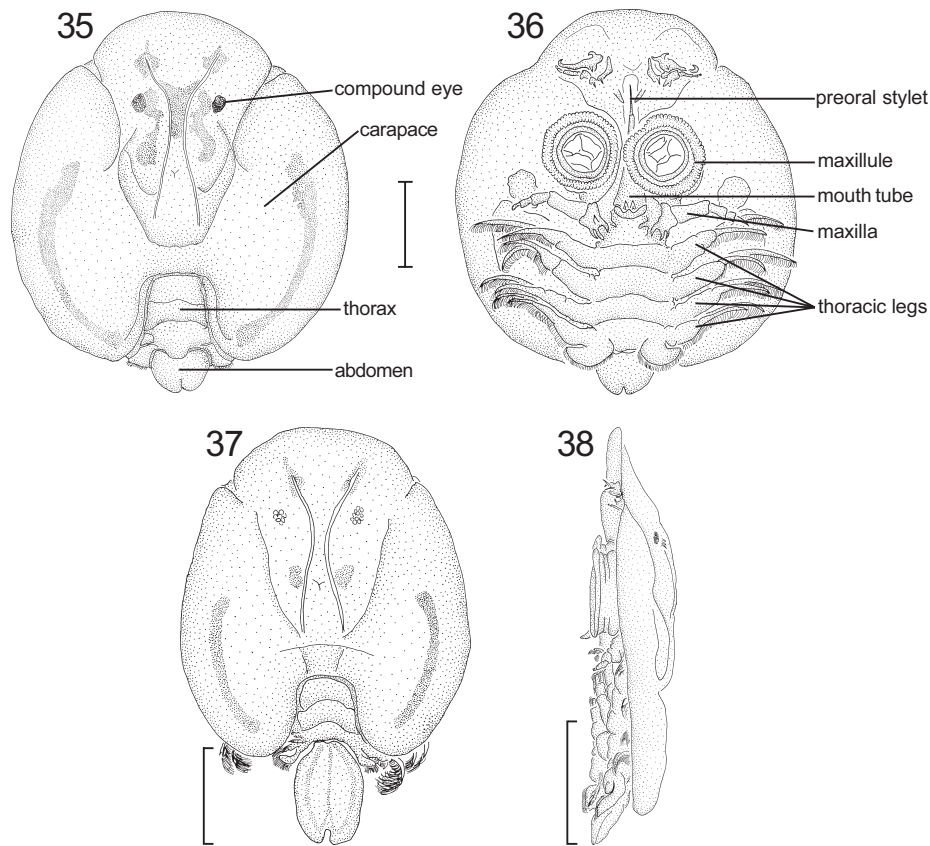 35
compound eye
carapace
thorax
abdomen
36
preoral stylet
maxillule
mouth tube
maxilla
thoracic legs
37
38